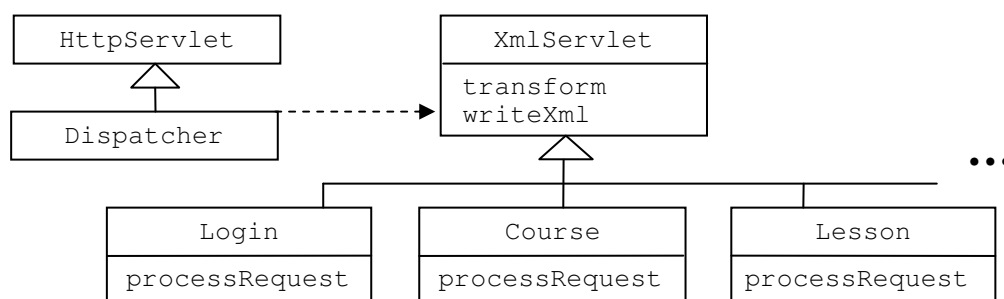 HttpServlet
XmlServlet
transform
writeXml
Dispatcher
...
Login
Course
Lesson
processRequest
processRequest
processRequest